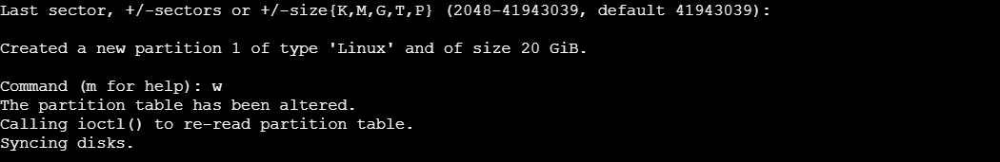 Last sector, +/-sectors or +/-size{K,M,G,T,P} (2048-41943039, default 41943039):
Created a new partition 1 of type 'Linux' and of size 20 GiB.
Command (m for help): w
The partition table has been altered.
Calling ioctl() to re-read partition table.
Syncing disks.